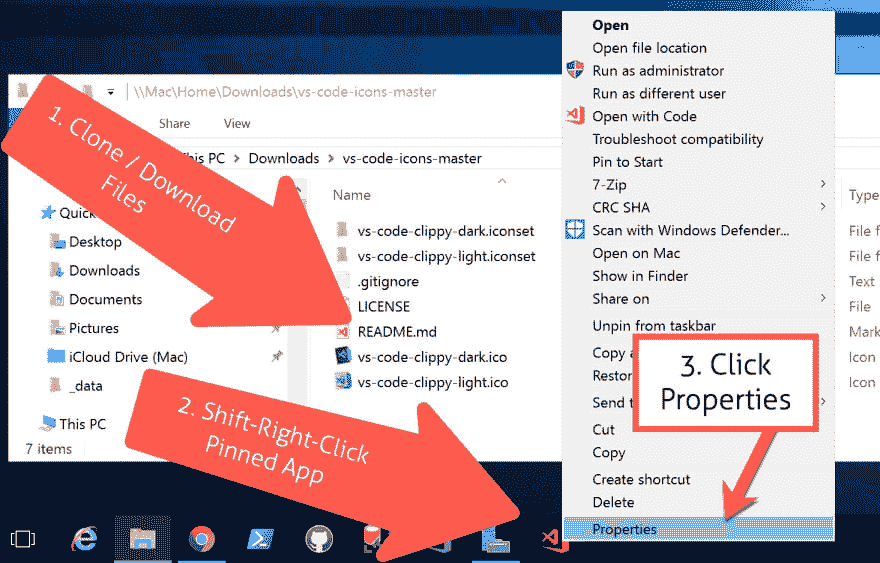 \\Mac\Home\Downloads\vs-code-icons-master
Share View
This PC > Downloads > vs-code-icons-master
1. Clone / Download
Files
Name
Type
Quick
Desktop
Downloads
Documents
Pictures
iCloud Drive (Mac)
_data
This PC
7 items
vs-code-clippy-dark.iconset
vs-code-clippy-light.iconset
.gitignore
LICENSE
README.md
vs-code-clippy-dark.ico
vs-code-clippy-light.ico
File f
File f
Text
File
Mark
Icon
Icon
2. Shift-Right-Click
Pinned App
Open
Open file location
Run as administrator
Run as different user
Open with Code
Troubleshoot compatibility
Pin to Start
7-Zip
CRC SHA
Scan with Windows Defender...
Open on Mac
Show in Finder
Share on
Unpin from taskbar
Copy
Send
Cut
Copy
Create shortcut
Delete
Properties
3. Click
Properties